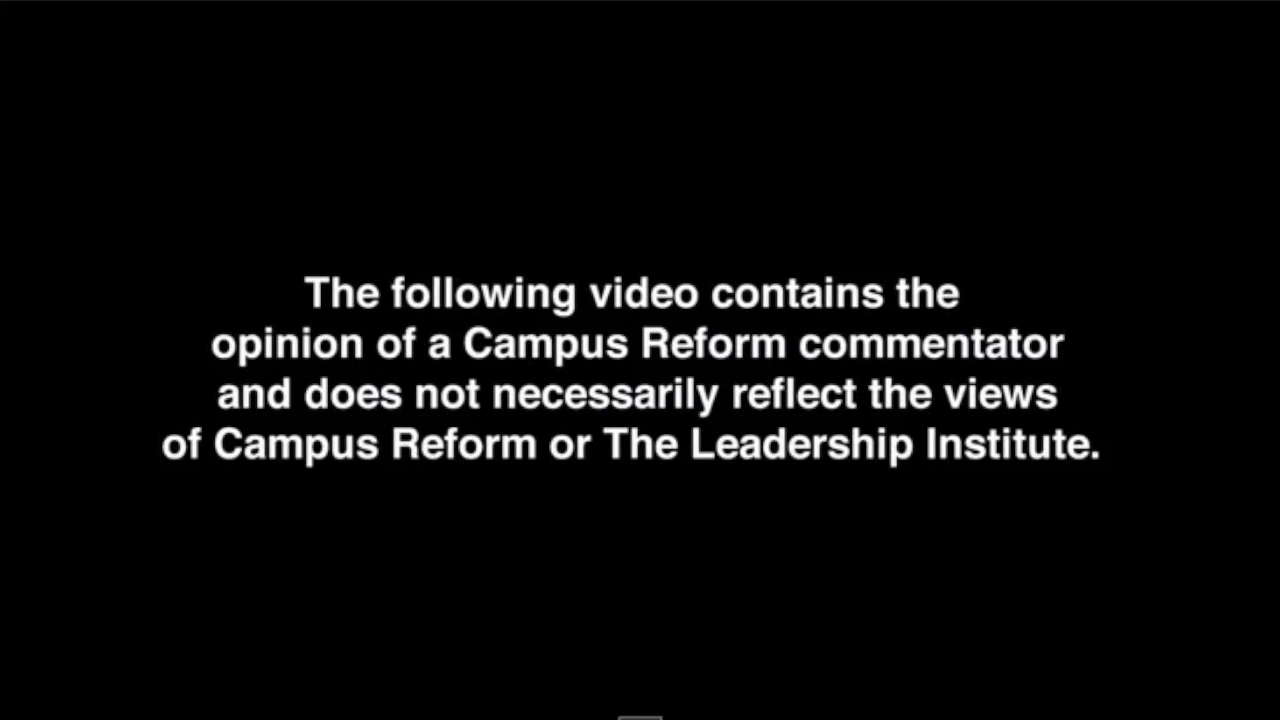 The following video contains the
opinion of a Campus Reform commentator
and does not necessarily reflect the views
of Campus Reform or The Leadership Institute.